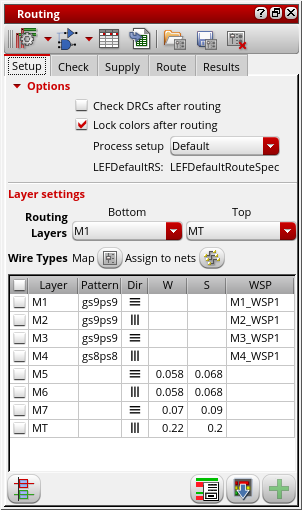 Routing
Setup Check Supply Route Results
Options
Check DRCs after routing
Lock colors after routing
Process setup Default
LEFDefaultRS: LEFDefaultRouteSpec
Layer settings
Bottom Top
Routing Layers M1 MT
Wire Types Map Assign to nets
Layer Pattern Dir W S WSP
M1 gs9ps9 M1_WSP1
M2 gs9ps9 M2_WSP1
M3 gs9ps9 M3_WSP1
M4 gs8ps8 M4_WSP1
M5 0.058 0.068
M6 0.058 0.068
M7 0.07 0.09
MT 0.22 0.2